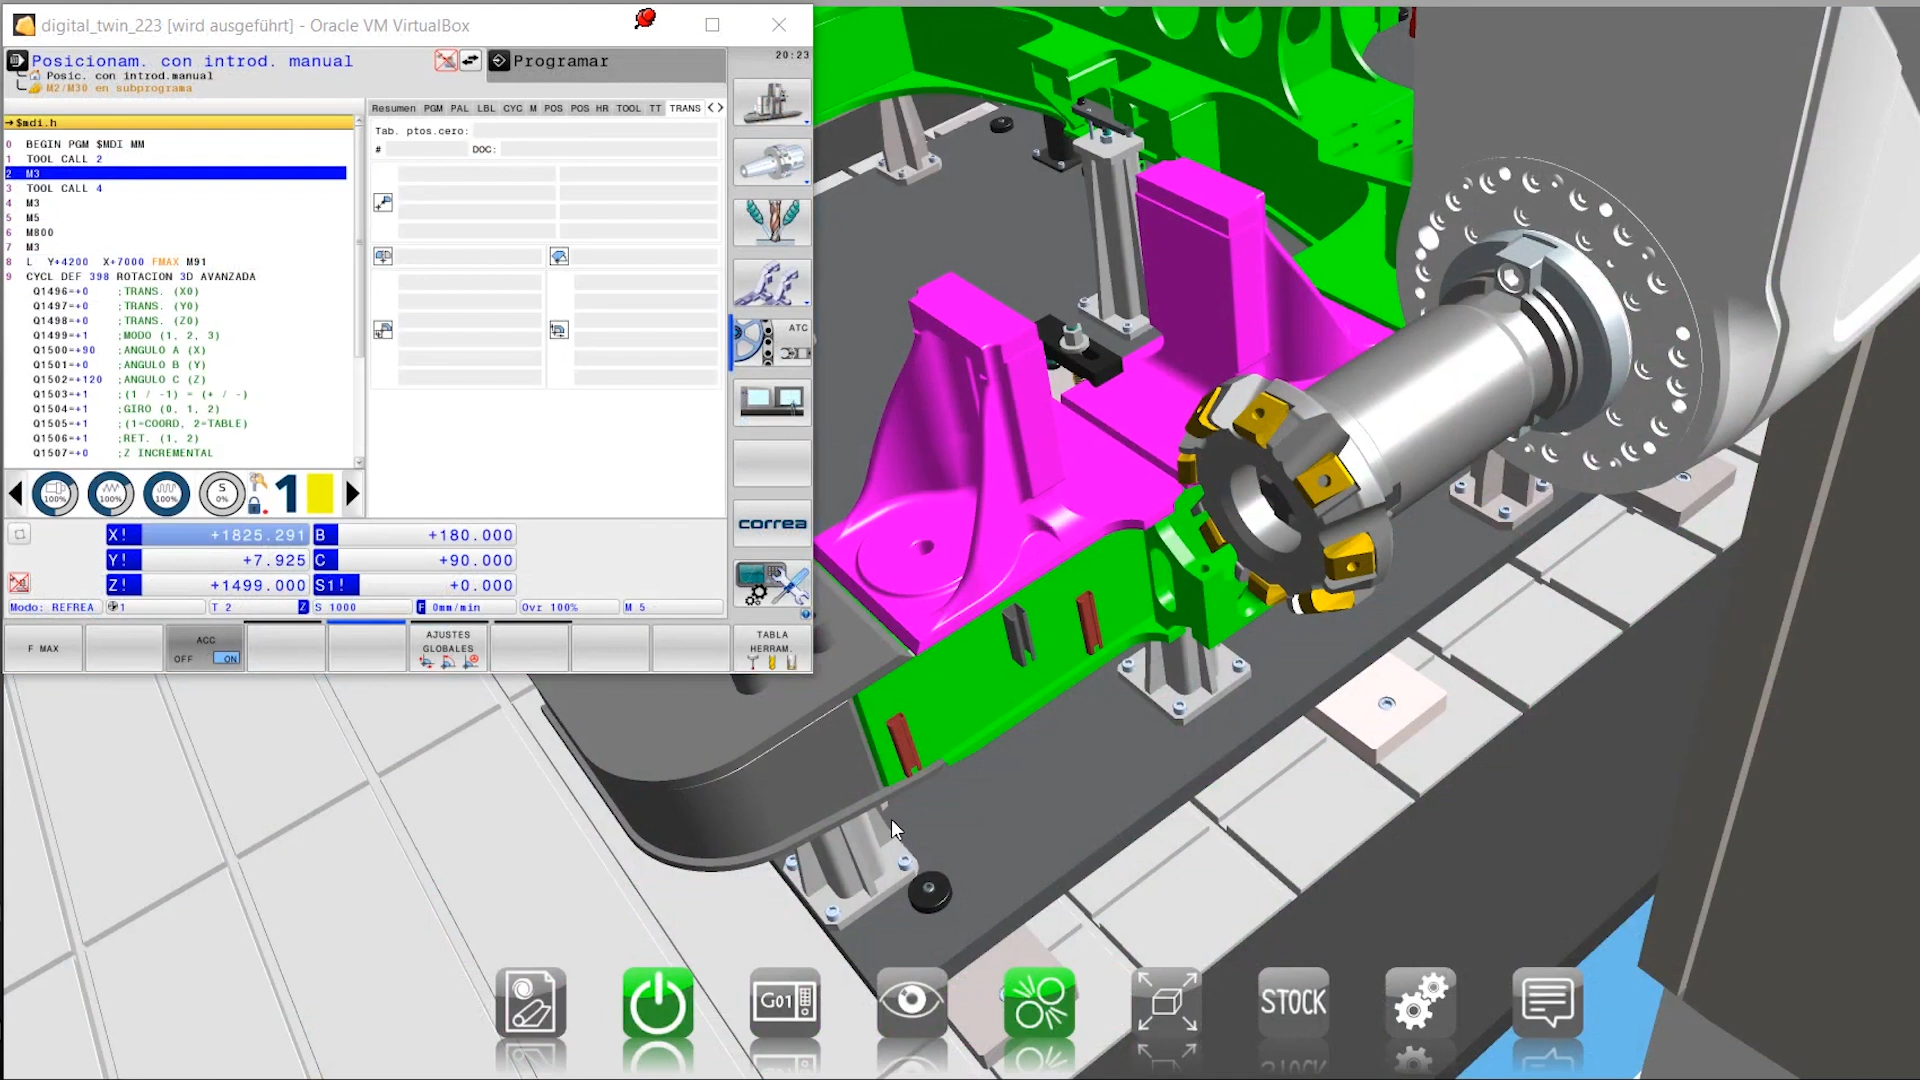 digital_twin_223 [wird ausgeführt] - Oracle VM VirtualBox
Posicionam. con introd. manual
Posic. con introd.manual
M2/M30 en subprograma
Programar
20:23
→$mdi.h
0 BEGIN PGM $MDI MM
1 TOOL CALL 2
2 M3
3 TOOL CALL 4
4 M3
5 M5
6 M800
7 M3
8 L Y+4200 X+7000 FMAX M91
9 CYCL DEF 398 ROTACION 3D AVANZADA
Q1496=+0 ;TRANS. (X0)
Q1497=+0 ;TRANS. (Y0)
Q1498=+0 ;TRANS. (Z0)
Q1499=+1 ;MODO (1, 2, 3)
Q1500=+90 ;ANGULO A (X)
Q1501=+0 ;ANGULO B (Y)
Q1502=+120 ;ANGULO C (Z)
Q1503=+1 ;(1 / -1) = (+ / -)
Q1504=+1 ;GIRO (0, 1, 2)
Q1505=+1 ;(1=COORD, 2=TABLE)
Q1506=+1 ;RET. (1, 2)
Q1507=+0 ;Z INCREMENTAL
Resumen PGM PAL LBL CYC M POS POS HR TOOL TT TRANS
Tab. ptos.cero:
# DOC:
ATC
correa
100% 100% 100% S 0% 1
X! +1825.291 B +180.000
Y! +7.925 C +90.000
Z! +1499.000 S1! +0.000
Modo: REFREA 1 T 2 Z S 1000 F 0mm/min Ovr 100% M 5
F MAX
ACC
OFF ON
AJUSTES
GLOBALES
TABLA
HERRAM.
G01
STOCK